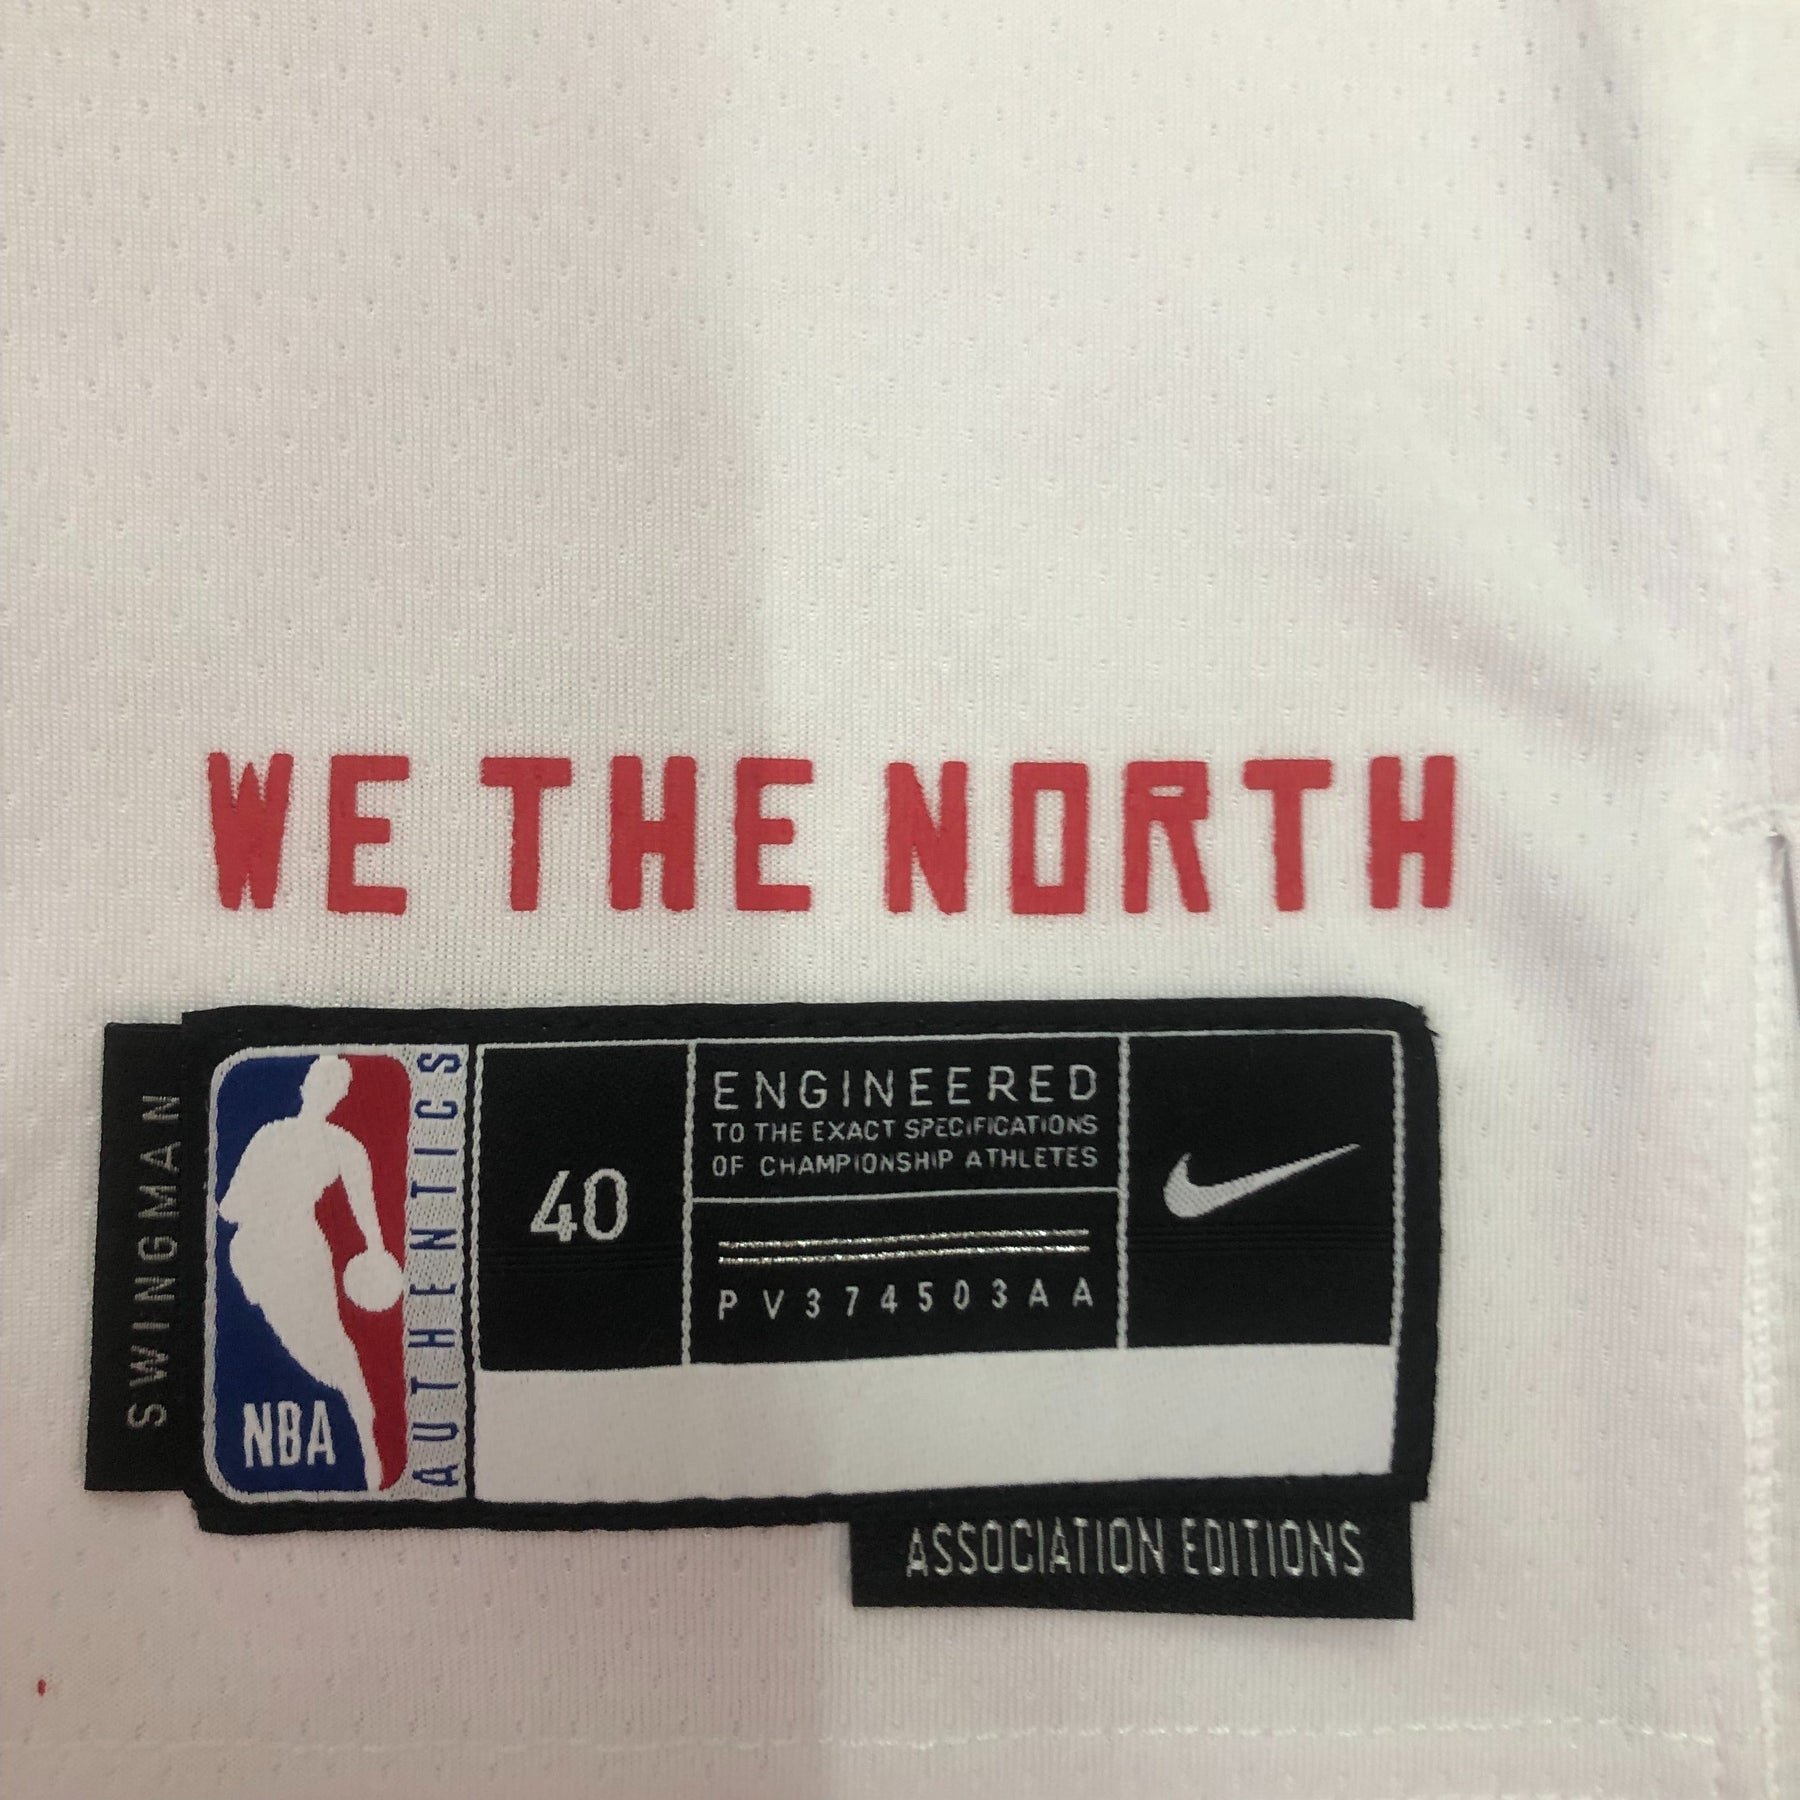 WE THE NORTH
SWINGMAN
NBA
AUTHENTICS
40
ENGINEERED
TO THE EXACT SPECIFICATIONS
OF CHAMPIONSHIP ATHLETES
PV374503AA
ASSOCIATION EDITIONS